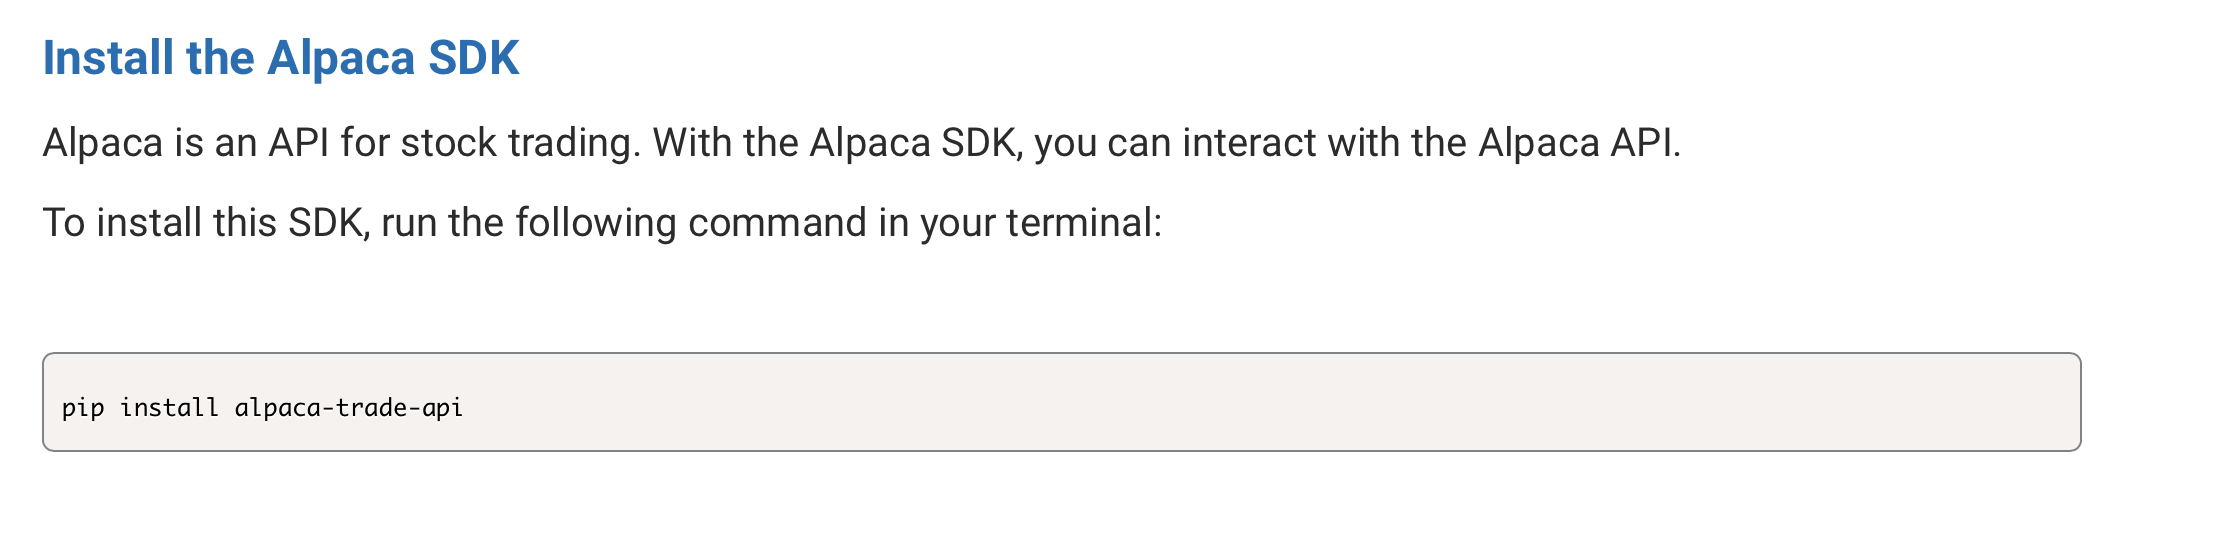 Install the Alpaca SDK
Alpaca is an API for stock trading. With the Alpaca SDK, you can interact with the Alpaca API.
To install this SDK, run the following command in your terminal:
pip install alpaca-trade-api